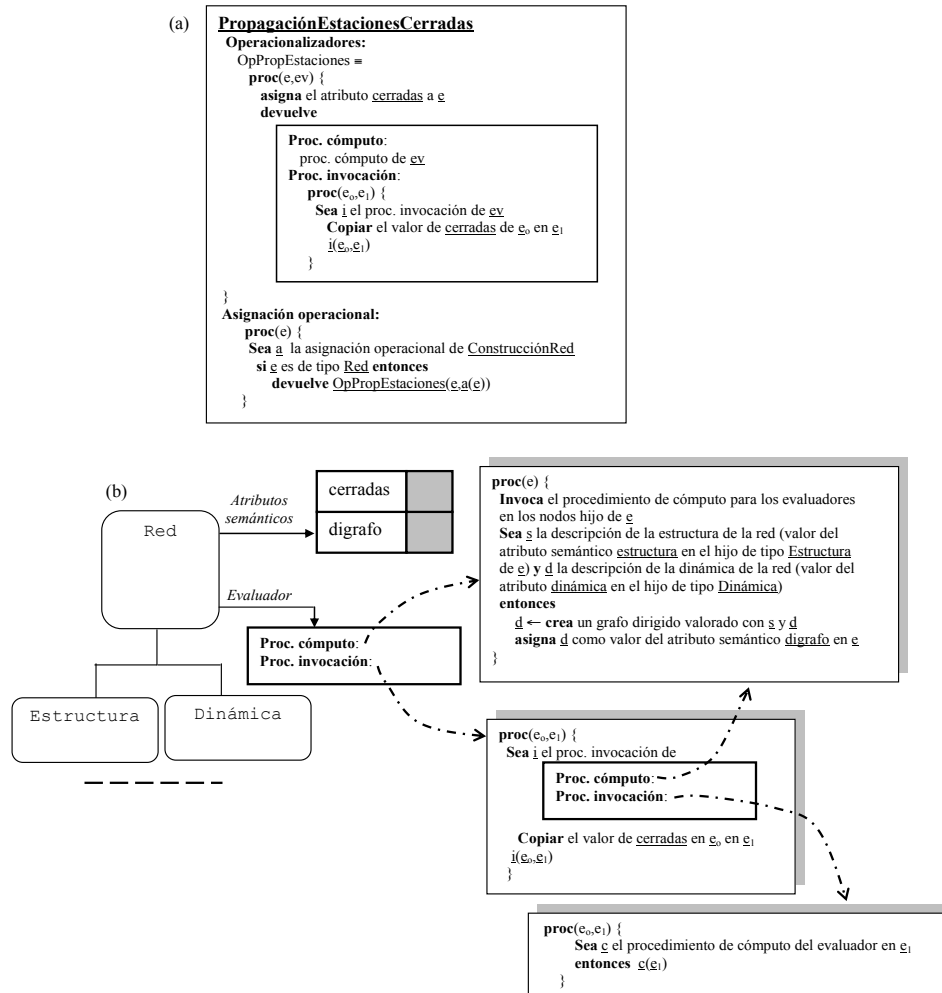 (a)
PropagaciónEstacionesCerradas
Operacionalizadores:
OpPropEstaciones ≡
proc(e,ev) {
asigna el atributo cerradas a e
devuelve
Proc. cómputo:
proc. cómputo de ev
Proc. invocación:
proc(eo,e1) {
Sea i el proc. invocación de ev
Copiar el valor de cerradas de eo en e1
i(eo,e1)
}
}
Asignación operacional:
proc(e) {
Sea a la asignación operacional de ConstrucciónRed
si e es de tipo Red entonces
devuelve OpPropEstaciones(e,a(e))
}
(b)
Red
Atributos
semánticos
cerradas
digrafo
Evaluador
Proc. cómputo:
Proc. invocación:
Estructura
Dinámica
proc(e) {
Invoca el procedimiento de cómputo para los evaluadores
en los nodos hijo de e
Sea s la descripción de la estructura de la red (valor del
atributo semántico estructura en el hijo de tipo Estructura
de e) y d la descripción de la dinámica de la red (valor del
atributo dinámica en el hijo de tipo Dinámica)
entonces
d ← crea un grafo dirigido valorado con s y d
asigna d como valor del atributo semántico digrafo en e
}
proc(eo,e1) {
Sea i el proc. invocación de
Proc. cómputo:
Proc. invocación:
Copiar el valor de cerradas en eo en e1
i(eo,e1)
}
proc(eo,e1) {
Sea c el procedimiento de cómputo del evaluador en e1
entonces c(e1)
}